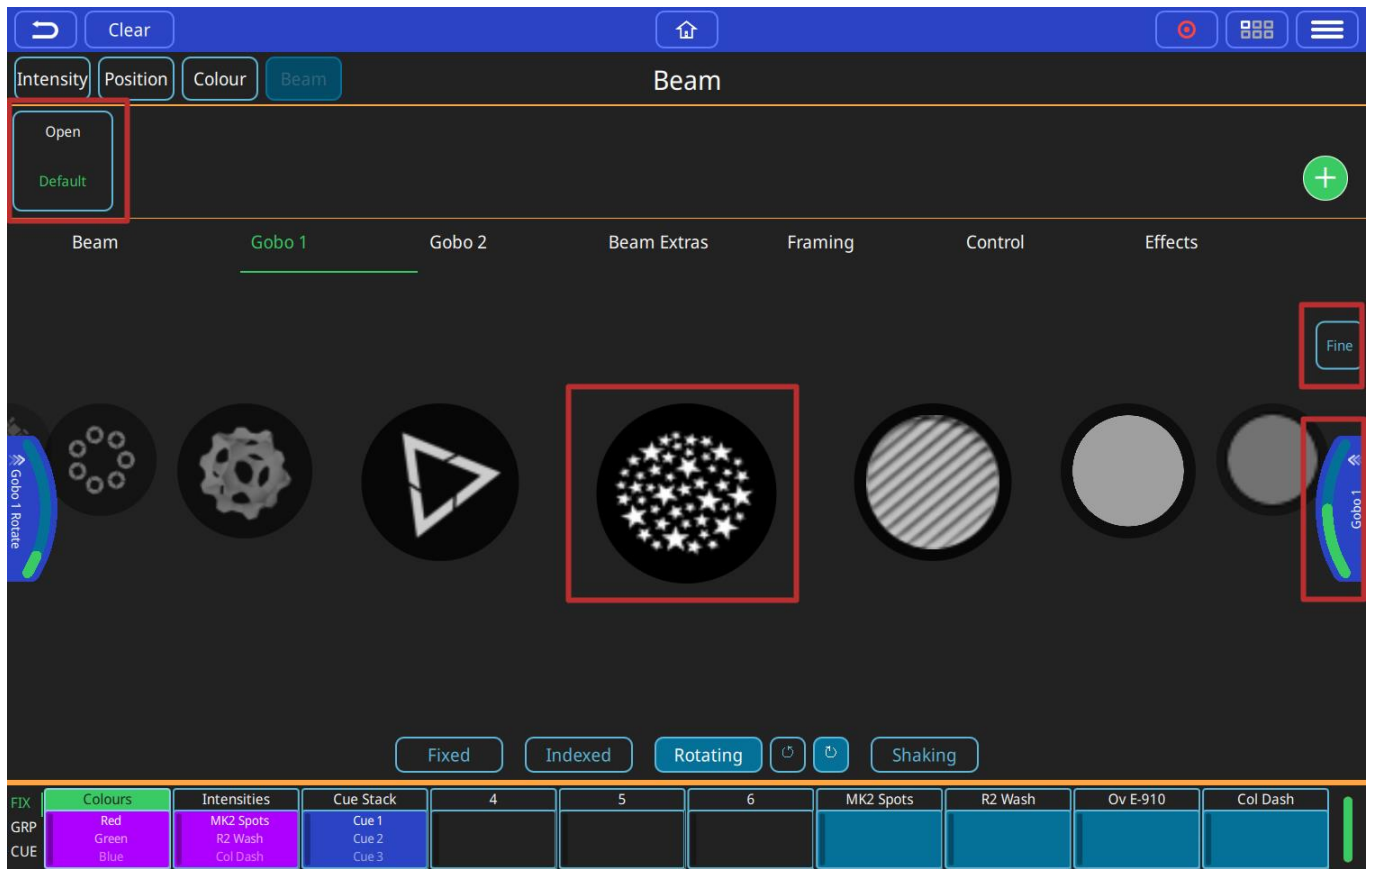 Clear
Intensity Position Colour Beam
Beam
Open
Default
Beam Gobo 1 Gobo 2 Beam Extras Framing Control Effects
Fine
Gobo 1 Rotate
Gobo 1
Fixed Indexed Rotating Shaking
FIX Colours Intensities Cue Stack 4 5 6 MK2 Spots R2 Wash Ov E-910 Col Dash
GRP Red MK2 Spots Cue 1
Green R2 Wash Cue 2
CUE Blue Col Dash Cue 3